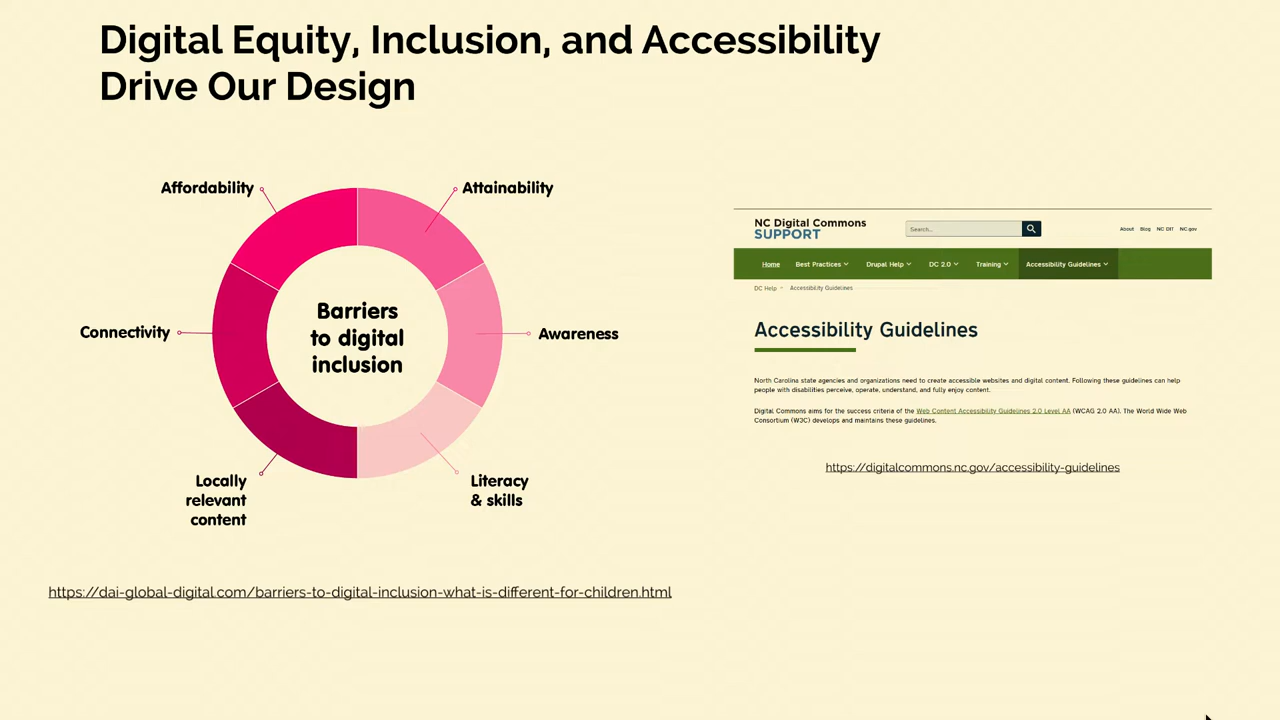 Digital Equity, Inclusion, and Accessibility
Drive Our Design
Affordability
Attainability
Connectivity
Barriers
to digital
inclusion
Awareness
Locally
relevant
content
Literacy
& skills
https://dai-global-digital.com/barriers-to-digital-inclusion-what-is-different-for-children.html
NC Digital Commons
SUPPORT
Search...
About Blog NC DIT NC.gov
Home Best Practices Drupal Help DC 2.0 Training Accessibility Guidelines
DC Help Accessibility Guidelines
Accessibility Guidelines
North Carolina state agencies and organizations need to create accessible websites and digital content. Following these guidelines can help
people with disabilities perceive, operate, understand, and fully enjoy content.
Digital Commons aims for the success criteria of the Web Content Accessibility Guidelines 2.0 Level AA (WCAG 2.0 AA). The World Wide Web
Consortium (W3C) develops and maintains these guidelines.
https://digitalcommons.nc.gov/accessibility-guidelines